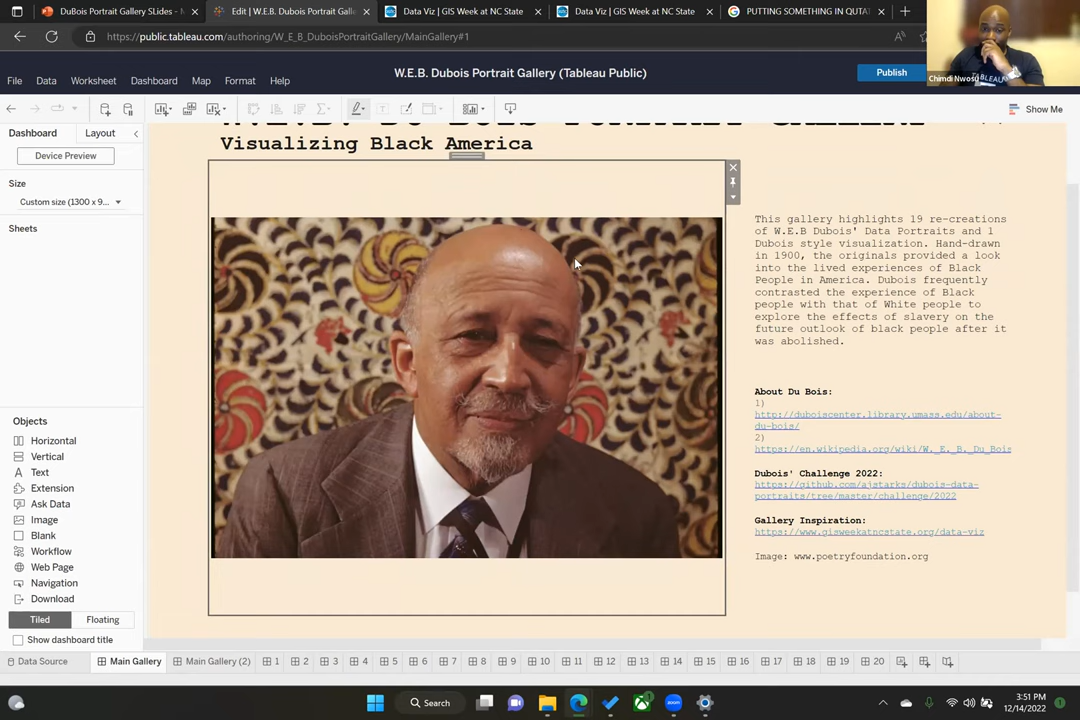 DuBois Portrait Gallery SLides -
Edit | W.E.B. Dubois Portrait Galle
Data Viz | GIS Week at NC State
Data Viz | GIS Week at NC State
PUTTING SOMETHING IN QUTAT
https://public.tableau.com/authoring/W_E_B_DuboisPortraitGallery/MainGallery#1
Chimdi Nwosu
File Data Worksheet Dashboard Map Format Help
W.E.B. Dubois Portrait Gallery (Tableau Public)
Publish
Show Me
Dashboard Layout
Device Preview
Size
Custom size (1300 x 9...
Sheets
W.E.B. DU BOIS PORTRAIT GALLERY
Visualizing Black America
This gallery highlights 19 re-creations
of W.E.B Dubois' Data Portraits and 1
Dubois style visualization. Hand-drawn
in 1900, the originals provided a look
into the lived experiences of Black
People in America. Dubois frequently
contrasted the experience of Black
people with that of White people to
explore the effects of slavery on the
future outlook of black people after it
was abolished.
About Du Bois:
1)
http://duboiscenter.library.umass.edu/about-
du-bois/
2)
https://en.wikipedia.org/wiki/W._E._B._Du_Bois
Dubois' Challenge 2022:
https://github.com/ajstarks/dubois-data-
portraits/tree/master/challenge/2022
Gallery Inspiration:
https://www.gisweekatncstate.org/data-viz
Image: www.poetryfoundation.org
Objects
Horizontal
Vertical
Text
Extension
Ask Data
Image
Blank
Workflow
Web Page
Navigation
Download
Tiled Floating
Show dashboard title
Data Source Main Gallery Main Gallery (2) 1 2 3 4 5 6 7 8 9 10 11 12 13 14 15 16 17 18 19 20
Search
3:51 PM
12/14/2022